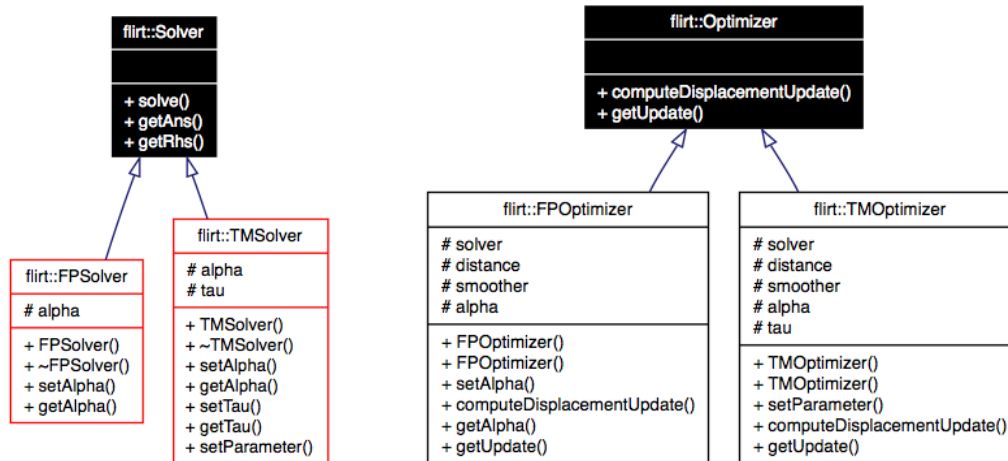 flirt::Solver
+ solve()
+ getAns()
+ getRhs()
flirt::FPSolver
# alpha
+ FPSolver()
+ ~FPSolver()
+ setAlpha()
+ getAlpha()
flirt::TMSolver
# alpha
# tau
+ TMSolver()
+ ~TMSolver()
+ setAlpha()
+ getAlpha()
+ setTau()
+ getTau()
+ setParameter()
flirt::Optimizer
+ computeDisplacementUpdate()
+ getUpdate()
flirt::FPOptimizer
# solver
# distance
# smoother
# alpha
+ FPOptimizer()
+ FPOptimizer()
+ setAlpha()
+ computeDisplacementUpdate()
+ getAlpha()
+ getUpdate()
flirt::TMOptimizer
# solver
# distance
# smoother
# alpha
# tau
+ TMOptimizer()
+ TMOptimizer()
+ setParameter()
+ computeDisplacementUpdate()
+ getUpdate()